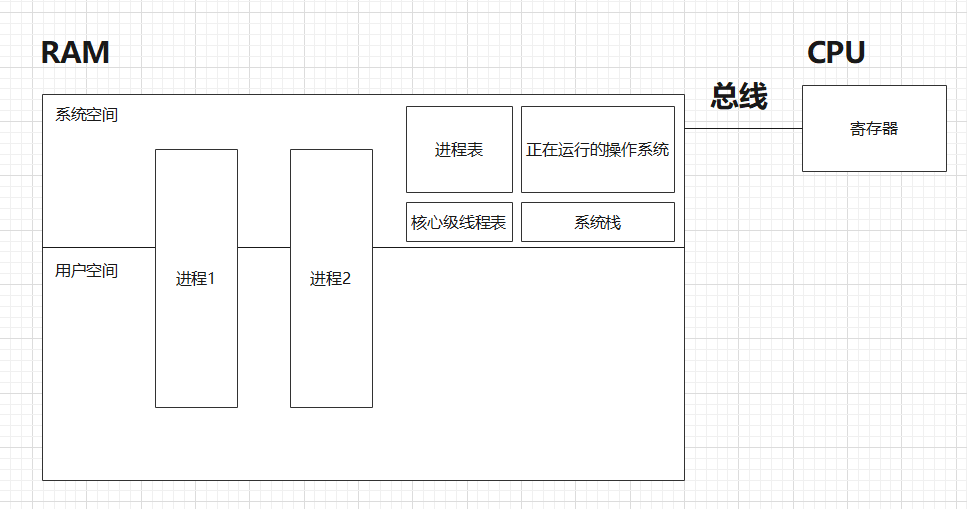 RAM
CPU
总线
系统空间
进程表
正在运行的操作系统
寄存器
核心级线程表
系统栈
用户空间
进程1
进程2